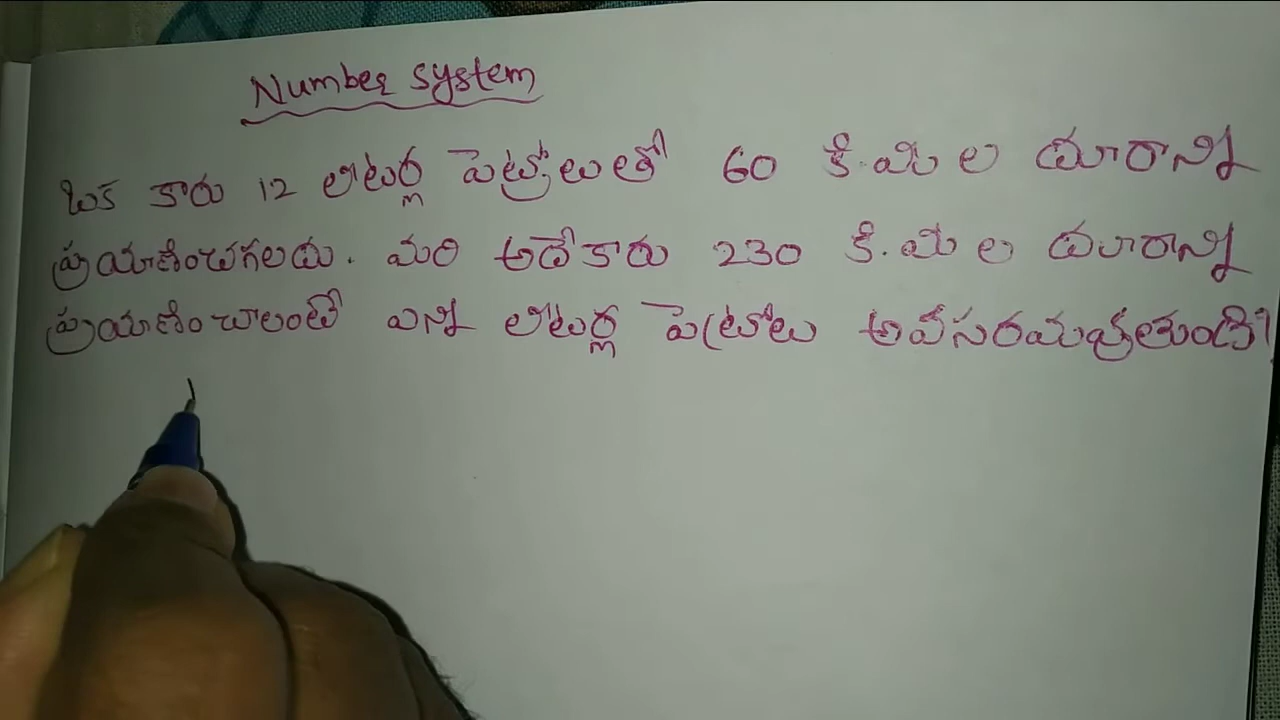 Number system
ఒక కారు 12 లీటర్ల పెట్రోలుతో 60 కి.మీ ల దూరాన్ని
ప్రయాణించగలదు. మరి అదేకారు 230 కి.మీ ల దూరాన్ని
ప్రయాణించాలంటే ఎన్ని లీటర్ల పెట్రోలు అవసరమవుతుంది?